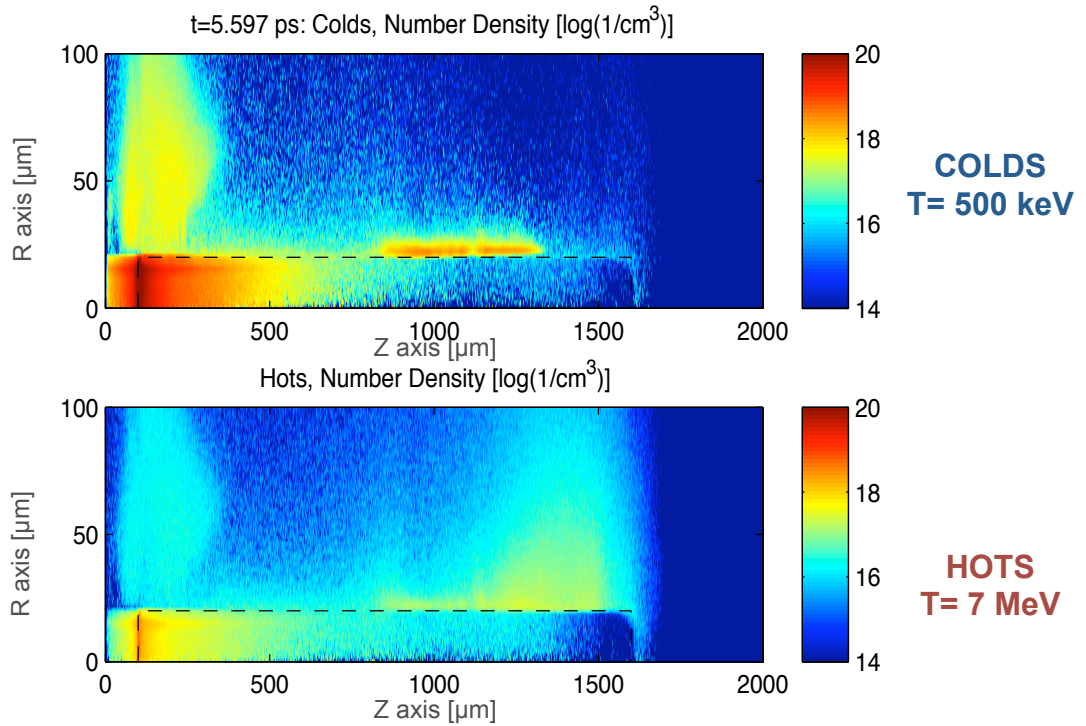 t=5.597 ps: Colds, Number Density [log(1/cm³)]
100
50
0
R axis [µm]
0 500 1000 1500 2000
Z axis [µm]
20
18
16
14
COLDS
T= 500 keV
Hots, Number Density [log(1/cm³)]
100
50
0
R axis [µm]
0 500 1000 1500 2000
Z axis [µm]
20
18
16
14
HOTS
T= 7 MeV